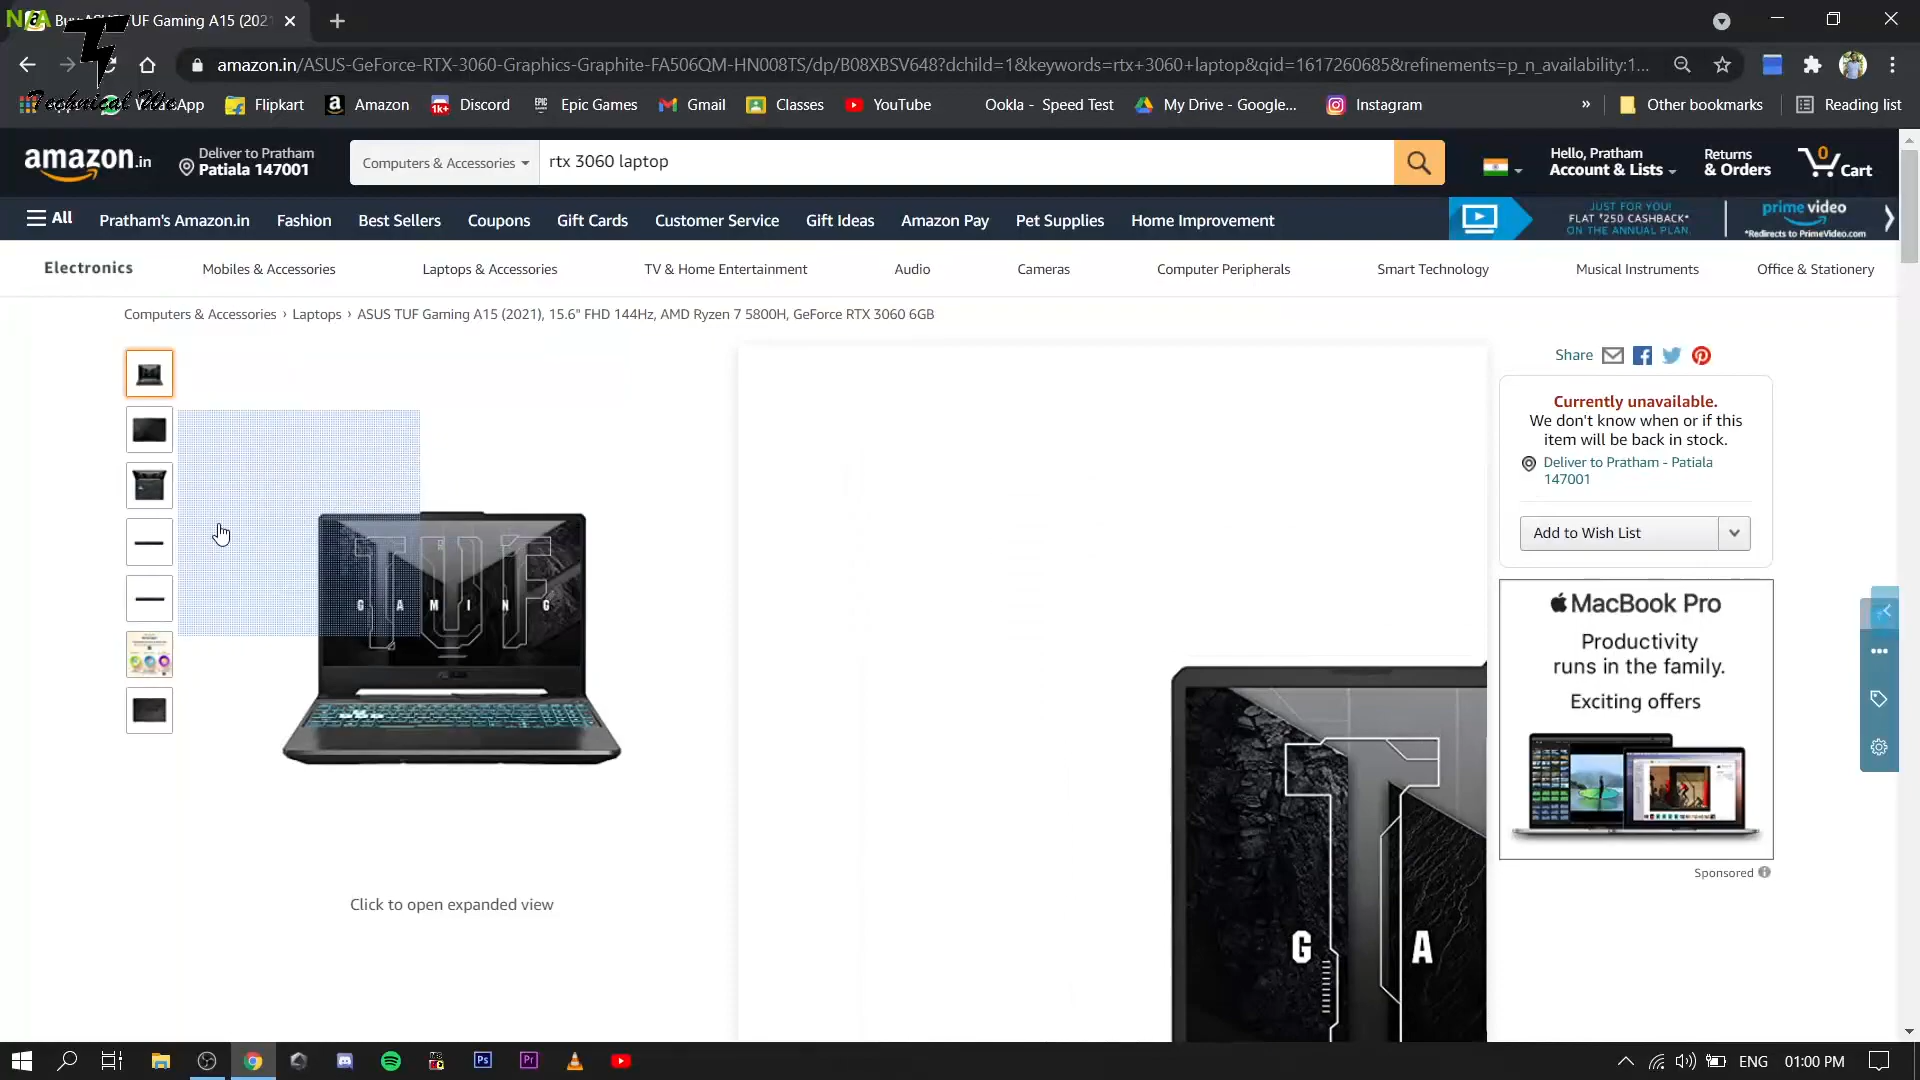 Buy ASUS TUF Gaming A15 (2021
amazon.in/ASUS-GeForce-RTX-3060-Graphics-Graphite-FA506QM-HN008TS/dp/B08XBSV648?dchild=1&keywords=rtx+3060+laptop&qid=1617260685&refinements=p_n_availability:1...
Technical
Flipkart
Amazon
Discord
Epic Games
Gmail
Classes
YouTube
Ookla - Speed Test
My Drive - Google...
Instagram
»
Other bookmarks
Reading list
amazon.in
Deliver to Pratham
Patiala 147001
Computers & Accessories
rtx 3060 laptop
Hello, Pratham
Account & Lists
Returns
& Orders
0
Cart
All
Pratham's Amazon.in
Fashion
Best Sellers
Coupons
Gift Cards
Customer Service
Gift Ideas
Amazon Pay
Pet Supplies
Home Improvement
JUST FOR YOU!
FLAT ₹250 CASHBACK*
ON THE ANNUAL PLAN.
prime video
*Redirects to PrimeVideo.com
Electronics
Mobiles & Accessories
Laptops & Accessories
TV & Home Entertainment
Audio
Cameras
Computer Peripherals
Smart Technology
Musical Instruments
Office & Stationery
Computers & Accessories › Laptops › ASUS TUF Gaming A15 (2021), 15.6" FHD 144Hz, AMD Ryzen 7 5800H, GeForce RTX 3060 6GB
Share
Currently unavailable.
We don't know when or if this
item will be back in stock.
Deliver to Pratham - Patiala
147001
Add to Wish List
TUF
GAMING
G A
MacBook Pro
Productivity
runs in the family.
Exciting offers
Sponsored
Click to open expanded view
ENG
01:00 PM